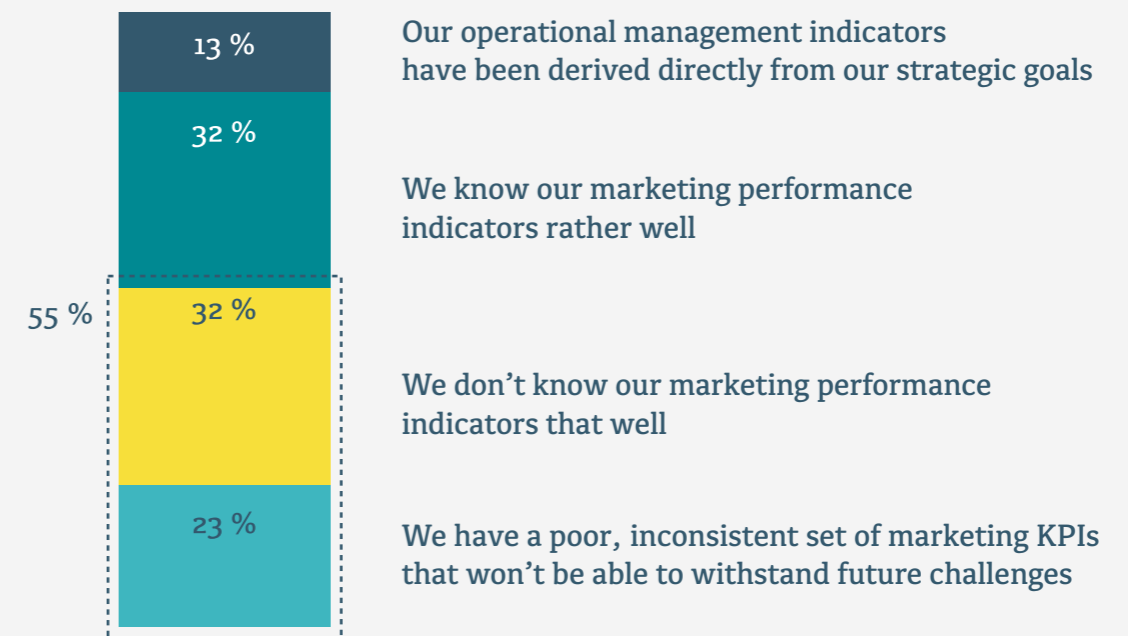 13 %
Our operational management indicators
have been derived directly from our strategic goals
32 %
We know our marketing performance
indicators rather well
55 %
32 %
We don’t know our marketing performance
indicators that well
23 %
We have a poor, inconsistent set of marketing KPIs
that won’t be able to withstand future challenges